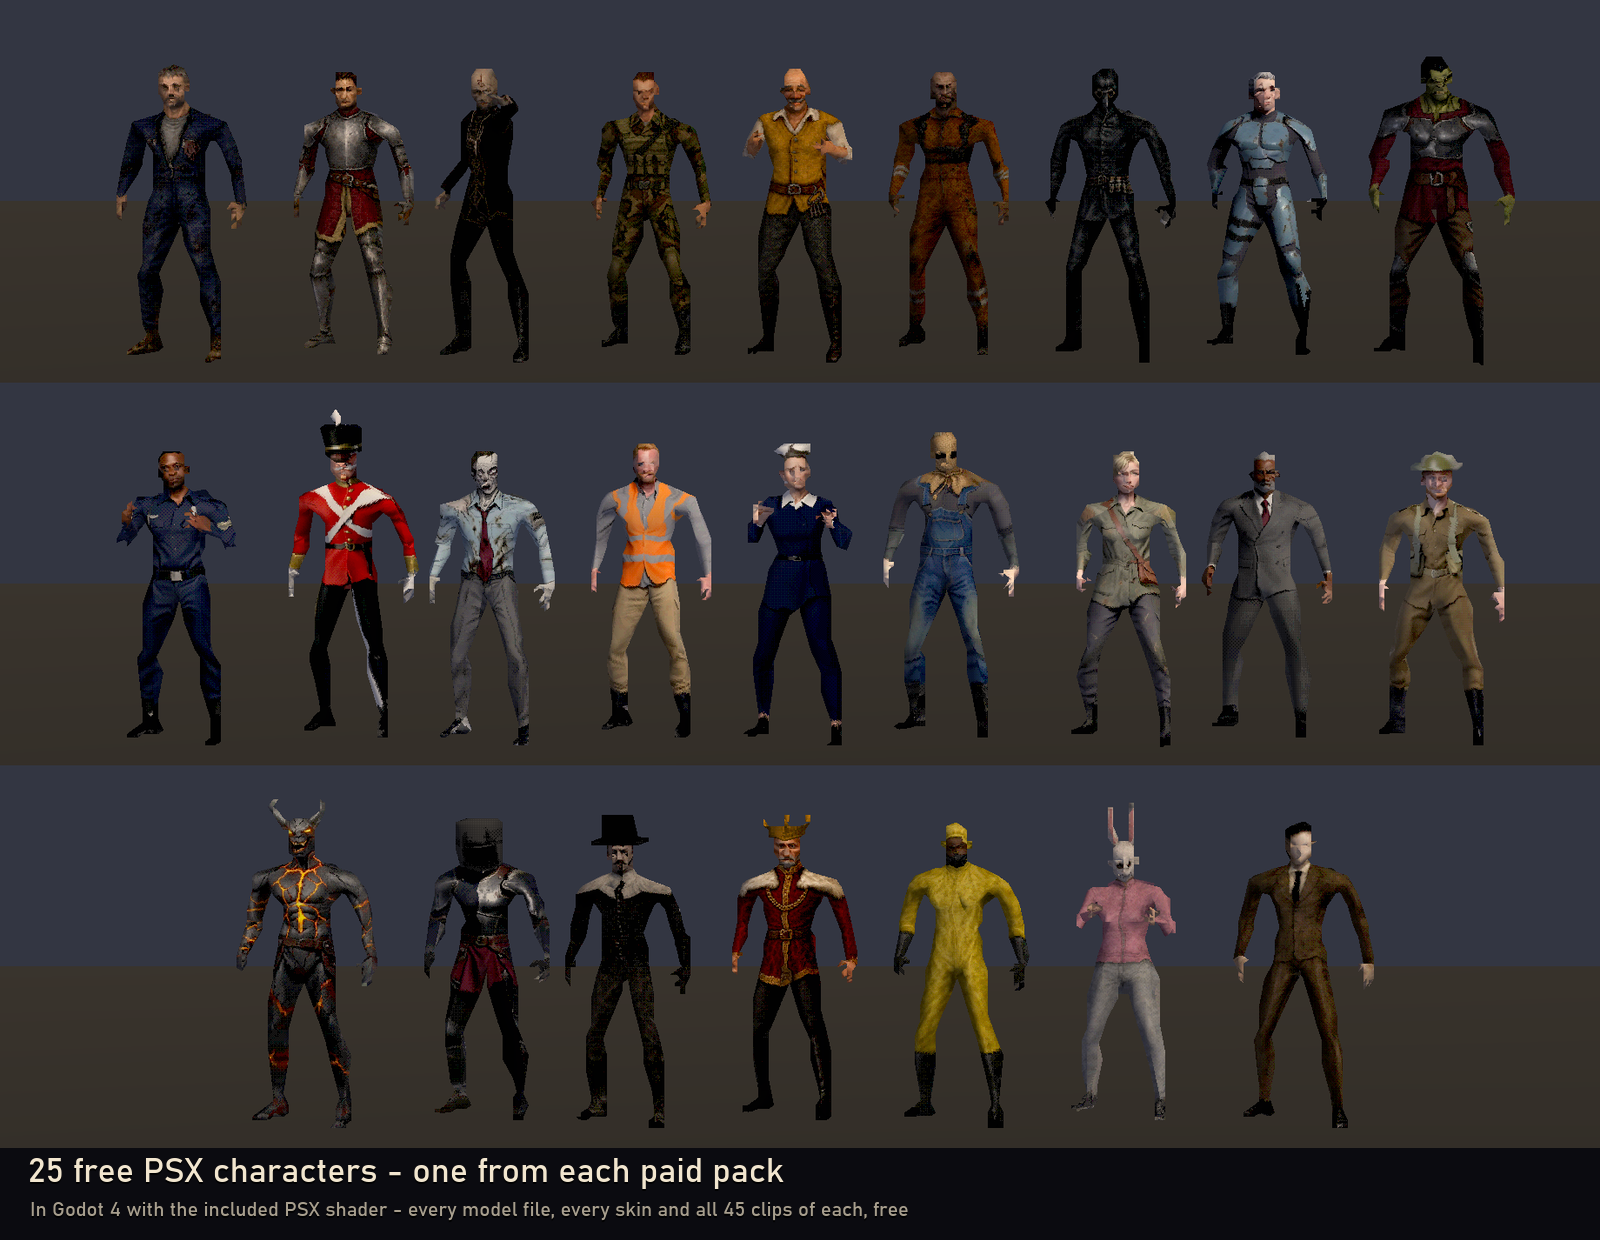 25 free PSX characters - one from each paid pack
In Godot 4 with the included PSX shader - every model file, every skin and all 45 clips of each, free